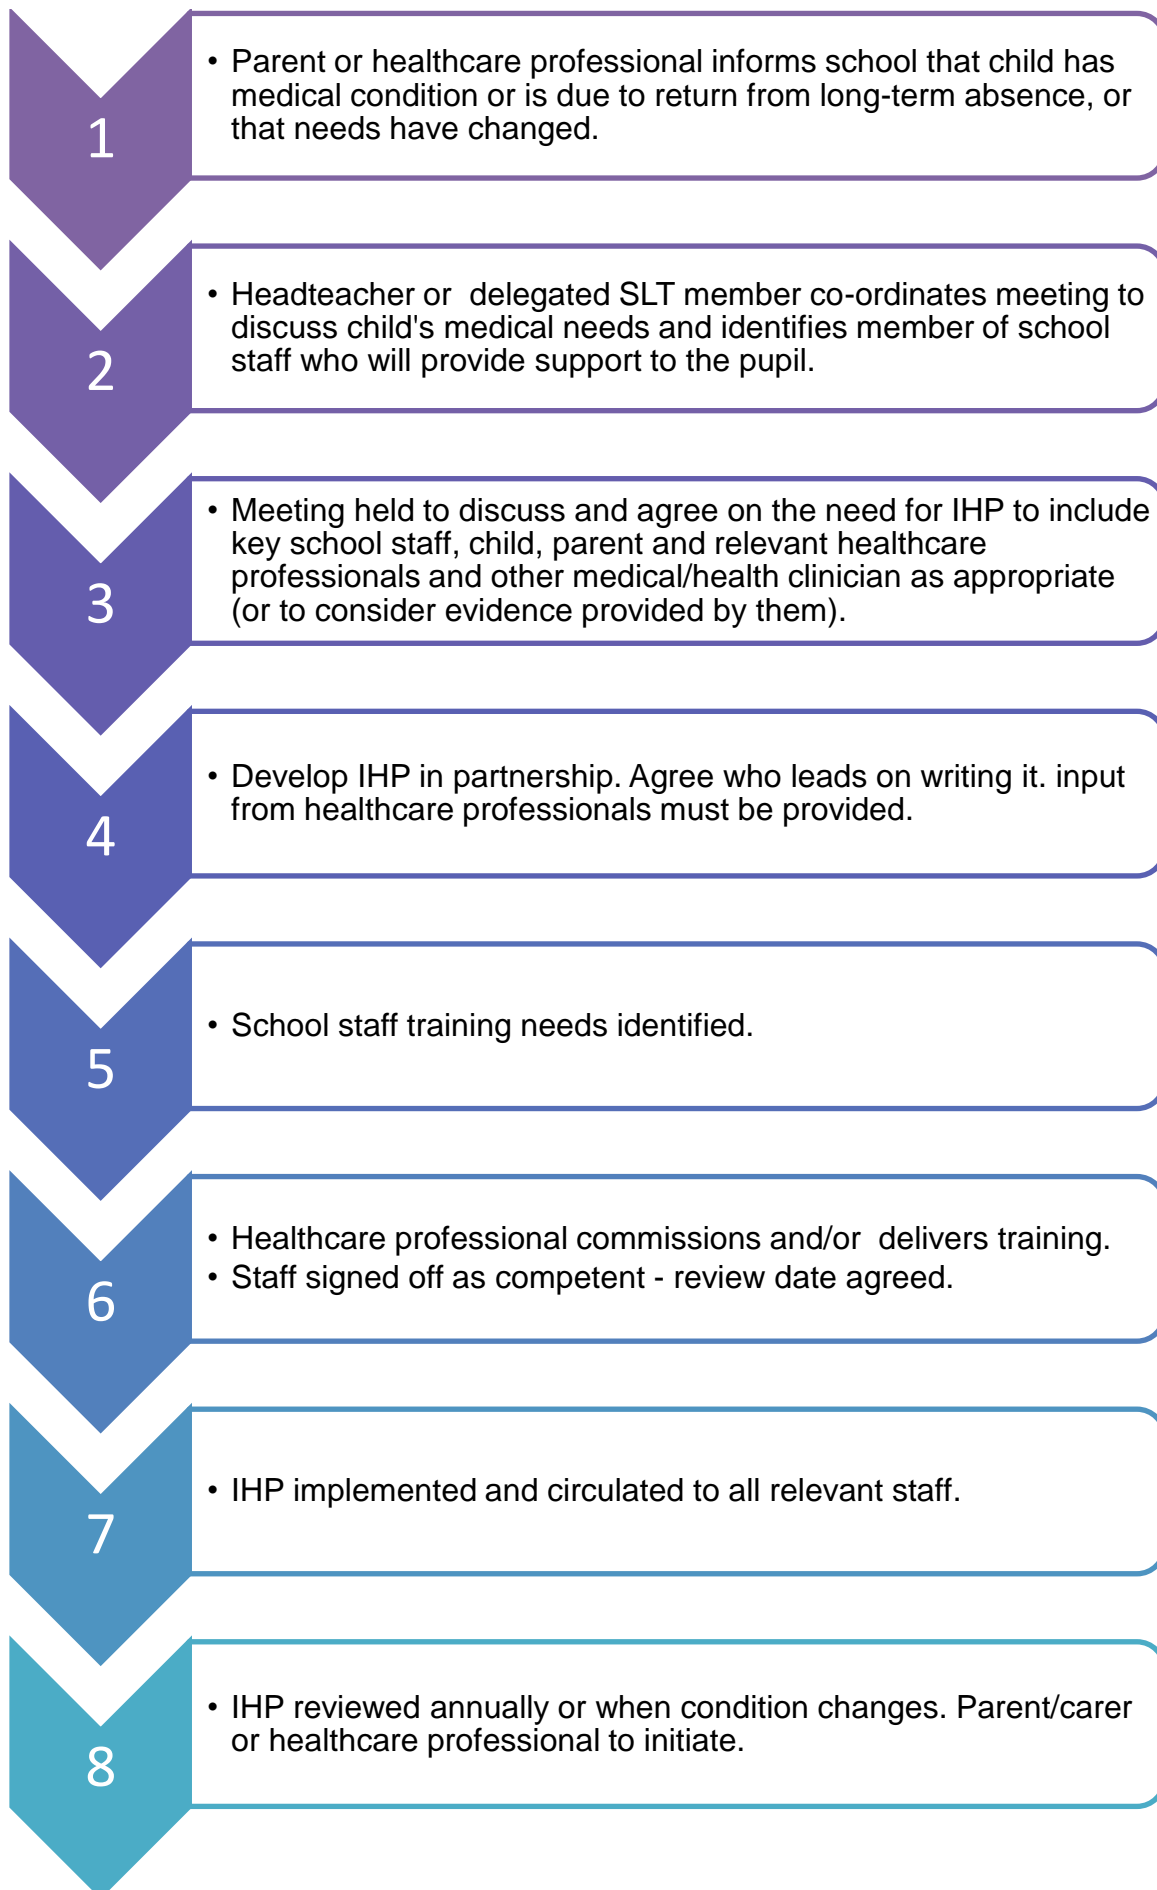 1
• Parent or healthcare professional informs school that child has
medical condition or is due to return from long-term absence, or
that needs have changed.
2
• Headteacher or  delegated SLT member co-ordinates meeting to
discuss child's medical needs and identifies member of school
staff who will provide support to the pupil.
3
• Meeting held to discuss and agree on the need for IHP to include
key school staff, child, parent and relevant healthcare
professionals and other medical/health clinician as appropriate
(or to consider evidence provided by them).
4
• Develop IHP in partnership. Agree who leads on writing it. input
from healthcare professionals must be provided.
5
• School staff training needs identified.
6
• Healthcare professional commissions and/or  delivers training.
• Staff signed off as competent - review date agreed.
7
• IHP implemented and circulated to all relevant staff.
8
• IHP reviewed annually or when condition changes. Parent/carer
or healthcare professional to initiate.